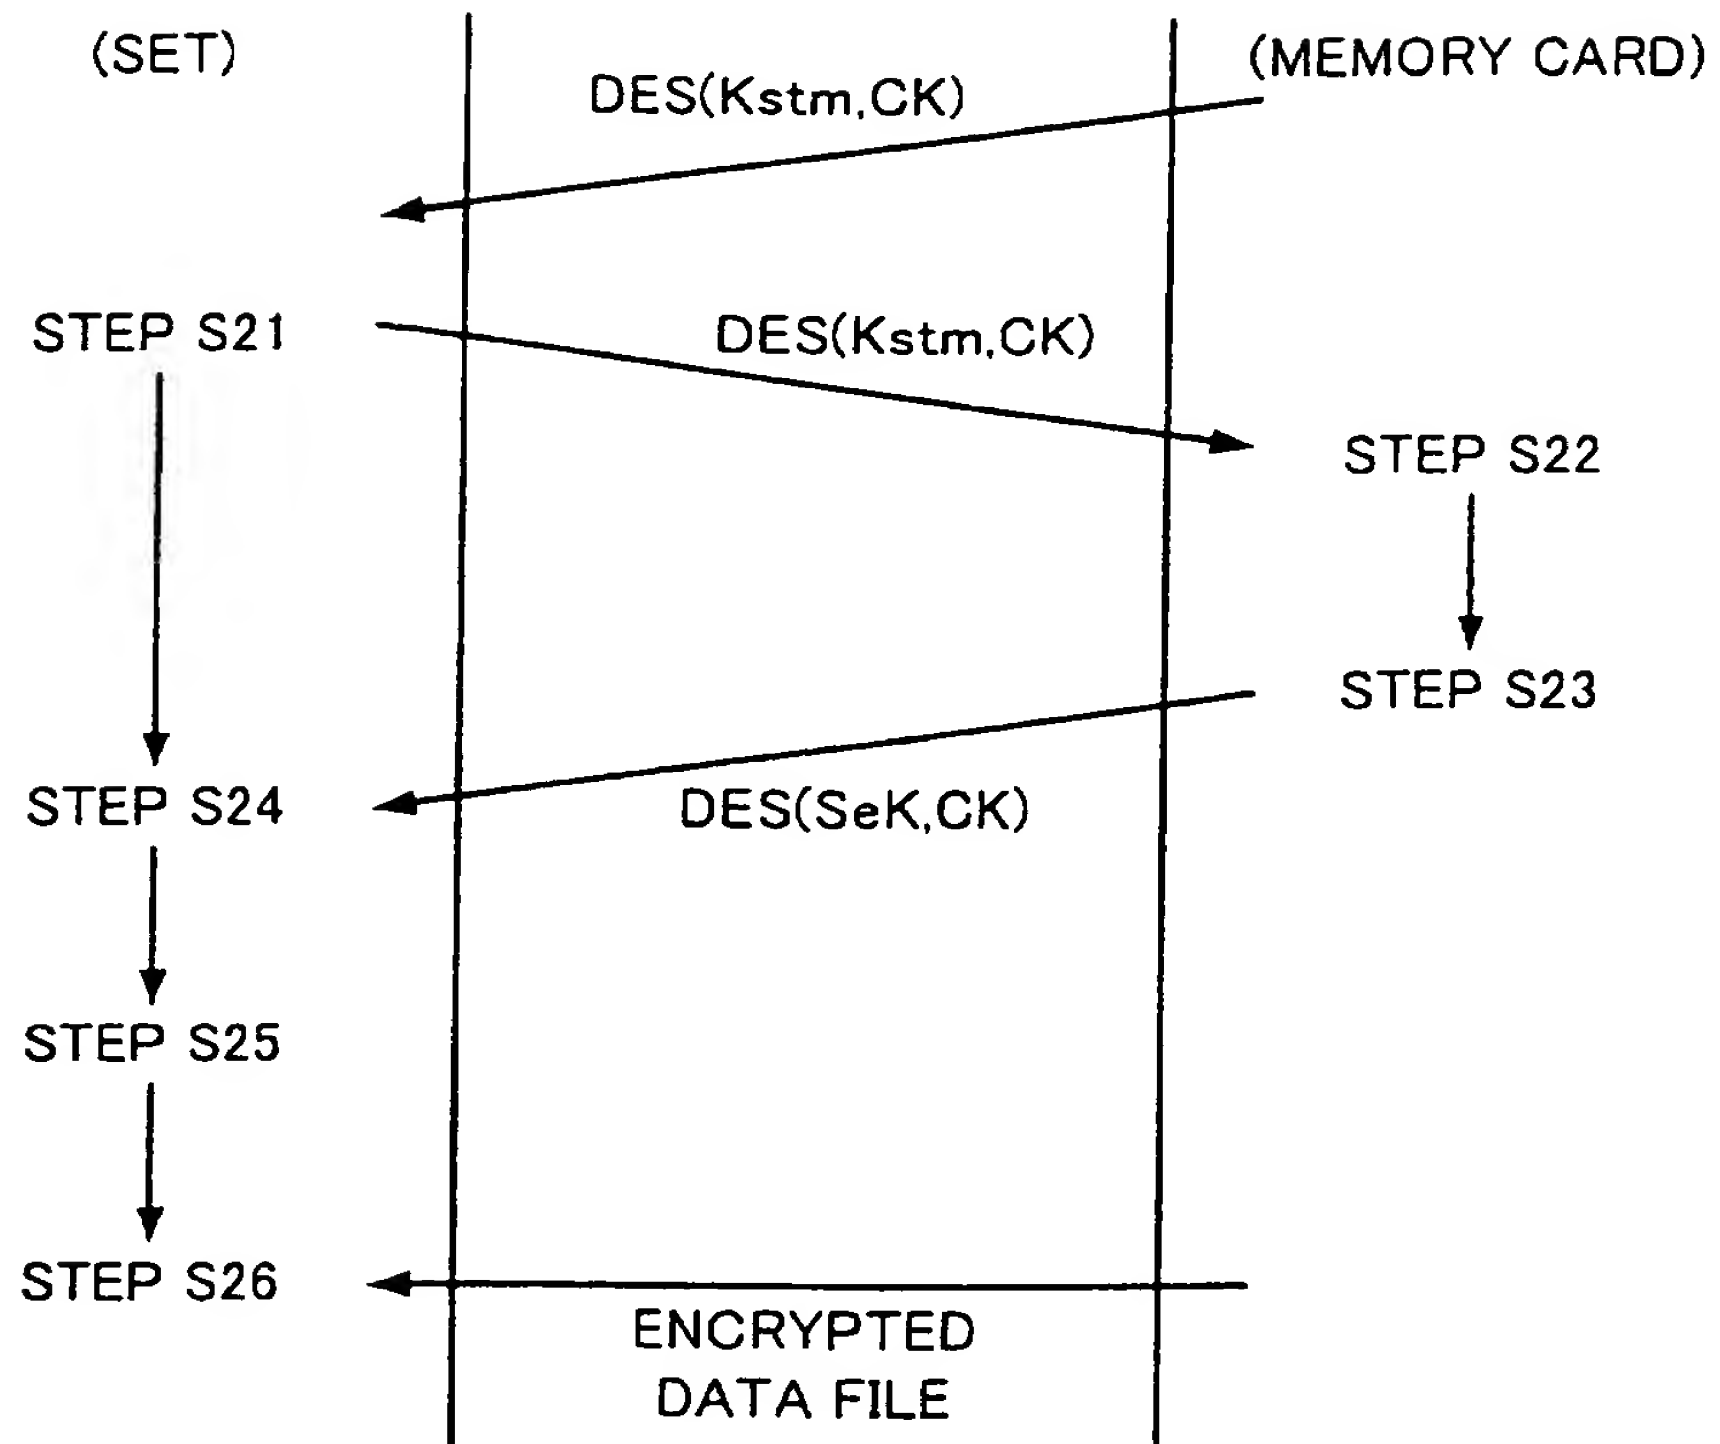 (SET)
(MEMORY CARD)
DES(Kstm,CK)
STEP S21
DES(Kstm,CK)
STEP S22
STEP S23
STEP S24
DES(SeK,CK)
STEP S25
STEP S26
ENCRYPTED
DATA FILE